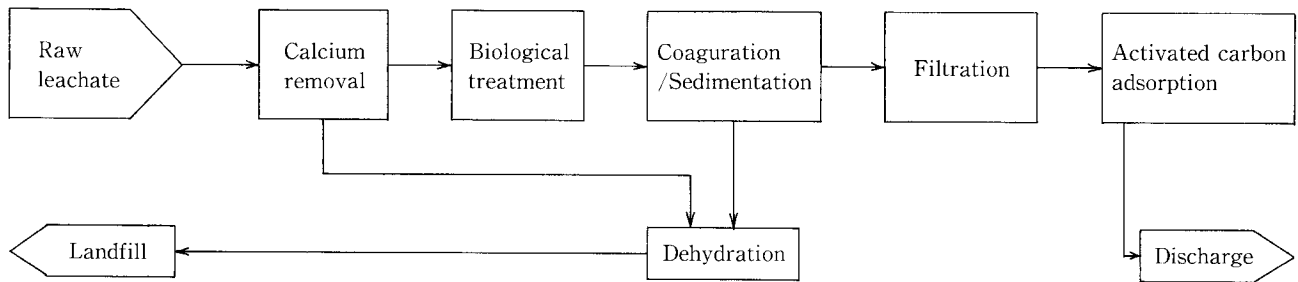 Raw
leachate
Calcium
removal
Biological
treatment
Coaguration
/Sedimentation
Filtration
Activated carbon
adsorption
Landfill
Dehydration
Discharge